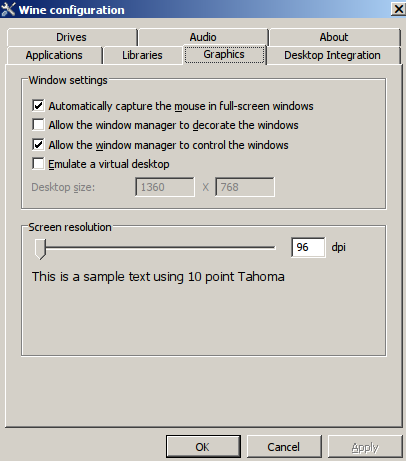 Wine configuration
Drives Audio About
Applications Libraries Graphics Desktop Integration
Window settings
Automatically capture the mouse in full-screen windows
Allow the window manager to decorate the windows
Allow the window manager to control the windows
Emulate a virtual desktop
Desktop size: 1360 X 768
Screen resolution
96 dpi
This is a sample text using 10 point Tahoma
OK Cancel Apply